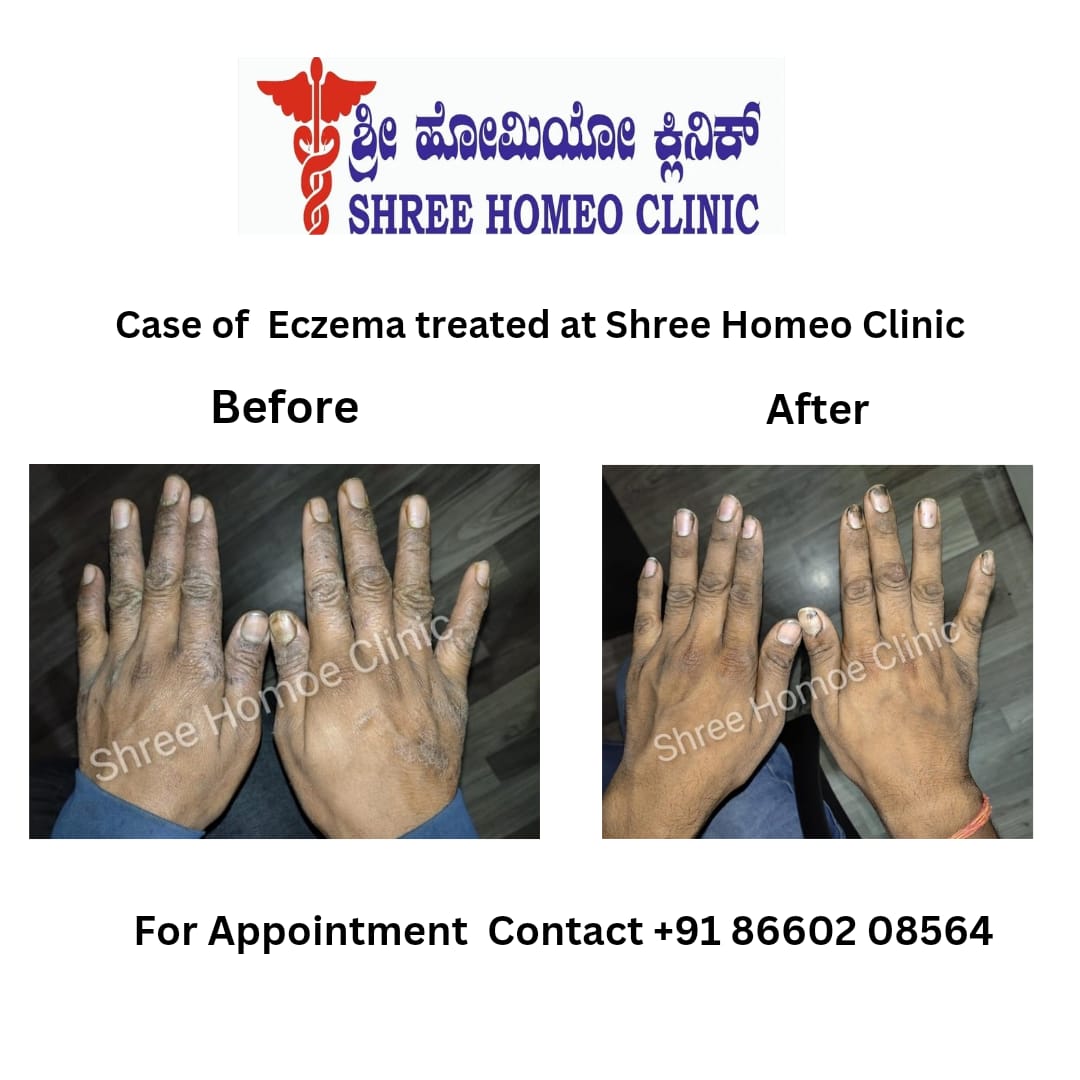 ಶ್ರೀ ಹೋಮಿಯೋ ಕ್ಲಿನಿಕ್
SHREE HOMEO CLINIC
Case of Eczema treated at Shree Homeo Clinic
Before
After
Shree Homoe Clinic
Shree Homoe Clinic
For Appointment Contact +91 86602 08564